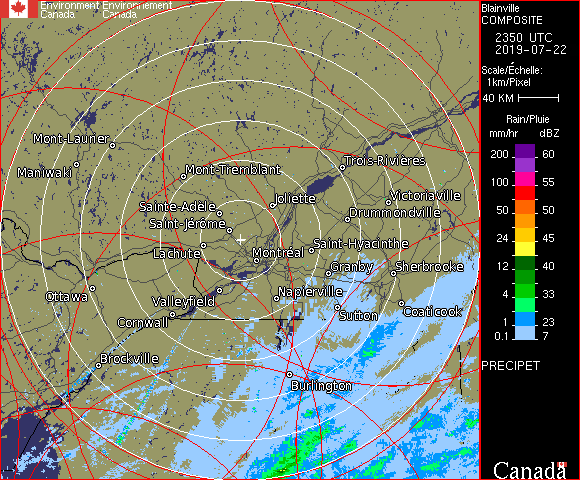 Environment Environnement
Canada Canada
Blainville
COMPOSITE
2350 UTC
2019-07-22
Scale/Échelle:
1km/Pixel
40 KM
Rain/Pluie
mm/hr dBZ
200 60
100 55
50 50
24 45
12 40
4 33
1 23
0.1 7
PRECIPET
Canada
Mont-Laurier
Maniwaki
Mont-Tremblant
Trois-Rivières
Sainte-Adele
Joliette
Victoriaville
Saint-Jérôme
Drummondville
Lachute
Montréal
Saint-Hyacinthe
Granby
Sherbrooke
Ottawa
Valleyfield
Napierville
Cornwall
Sutton
Coaticook
Brockville
Burlington